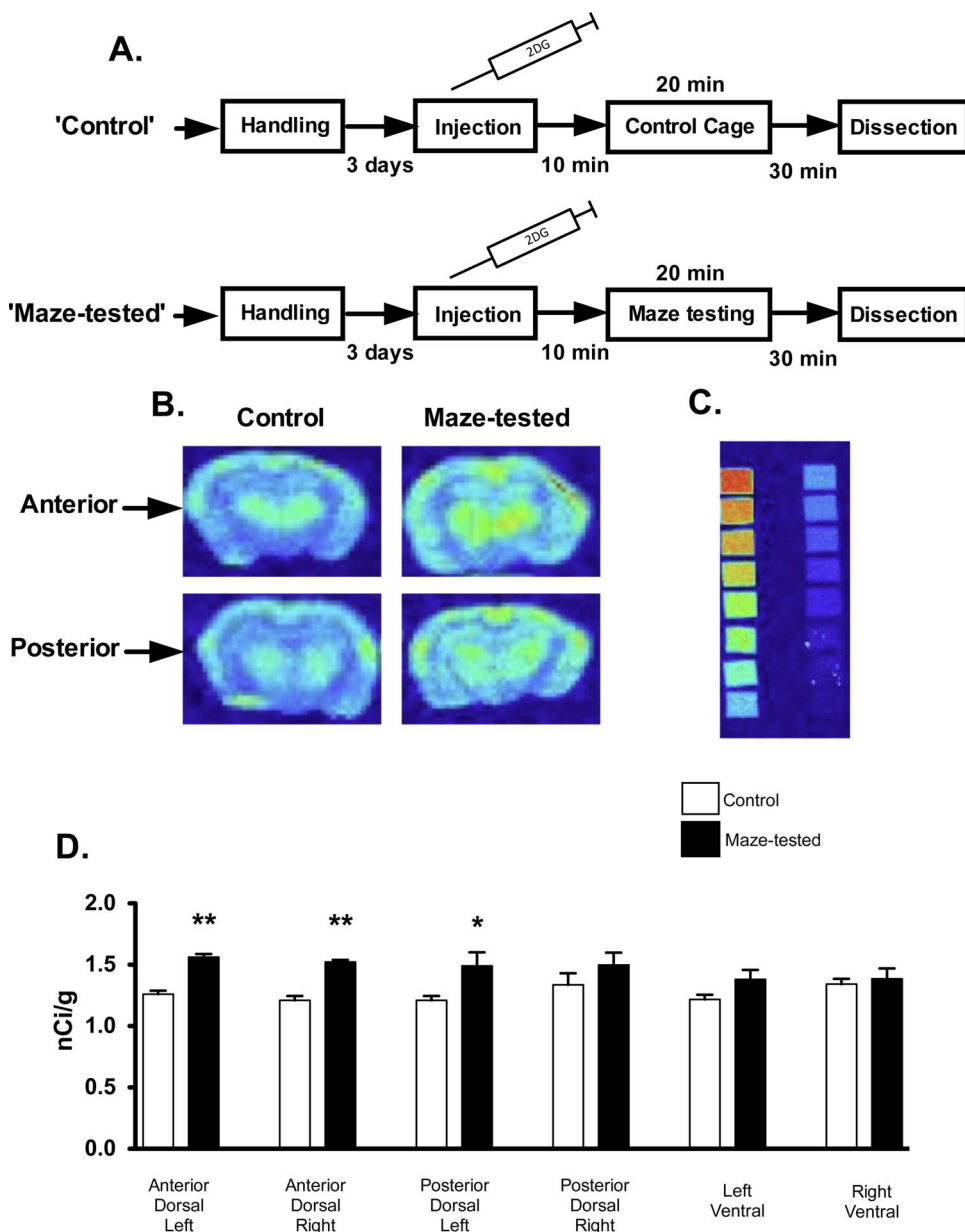 A.
2DG
20 min
'Control'
Handling
Injection
Control Cage
Dissection
3 days
10 min
30 min
2DG
20 min
'Maze-tested'
Handling
Injection
Maze testing
Dissection
3 days
10 min
30 min
B.
Control
Maze-tested
Anterior
Posterior
C.
Control
Maze-tested
D.
nCi/g
2.0
1.5
1.0
0.5
0.0
**
**
*
Anterior
Dorsal
Left
Anterior
Dorsal
Right
Posterior
Dorsal
Left
Posterior
Dorsal
Right
Left
Ventral
Right
Ventral